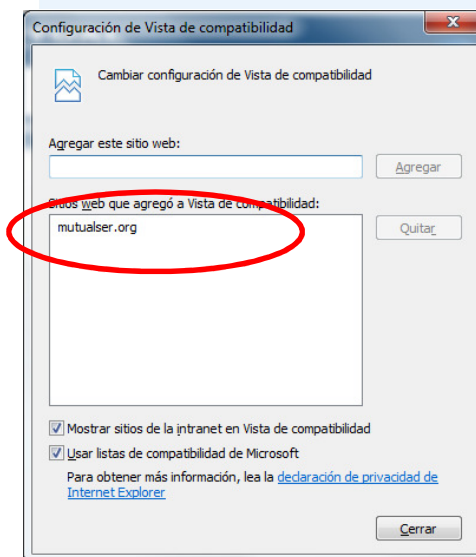 Configuración de Vista de compatibilidad
Cambiar configuración de Vista de compatibilidad
Agregar este sitio web:
Agregar
Sitios web que agregó a Vista de compatibilidad:
mutualser.org
Quitar
Mostrar sitios de la intranet en Vista de compatibilidad
Usar listas de compatibilidad de Microsoft
Para obtener más información, lea la declaración de privacidad de
Internet Explorer
Cerrar